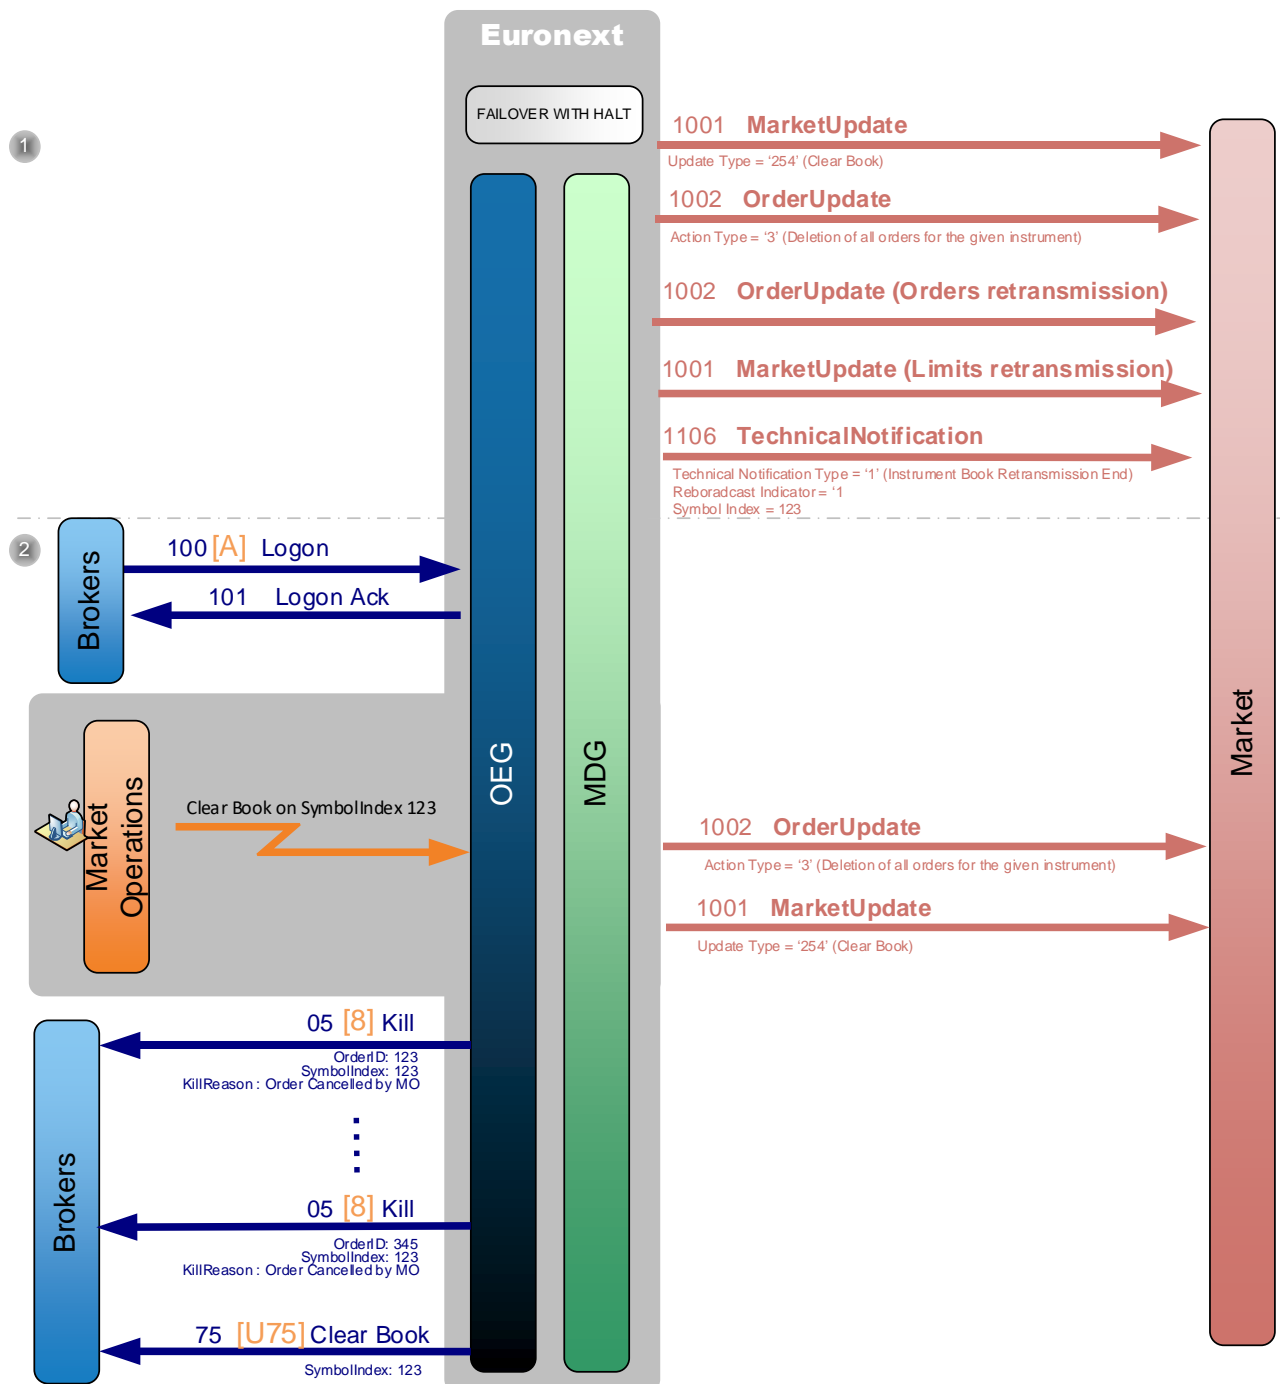 Euronext
FAILOVER WITH HALT
1
1001 MarketUpdate
Update Type = ‘254’ (Clear Book)
1002 OrderUpdate
Action Type = ‘3’ (Deletion of all orders for the given instrument)
1002 OrderUpdate (Orders retransmission)
1001 MarketUpdate (Limits retransmission)
1106 TechnicalNotification
Technical Notification Type = ‘1’ (Instrument Book Retransmission End)
Reboradcast Indicator = ‘1
Symbol Index = 123
2
Brokers
100 [A] Logon
101 Logon Ack
OEG
MDG
Market
Market
Operations
Clear Book on SymbolIndex 123
1002 OrderUpdate
Action Type = ‘3’ (Deletion of all orders for the given instrument)
1001 MarketUpdate
Update Type = ‘254’ (Clear Book)
Brokers
05 [8] Kill
OrderID: 123
SymbolIndex: 123
KillReason : Order Cancelled by MO
05 [8] Kill
OrderID: 345
SymbolIndex: 123
KillReason : Order Cancelled by MO
75 [U75] Clear Book
SymbolIndex: 123